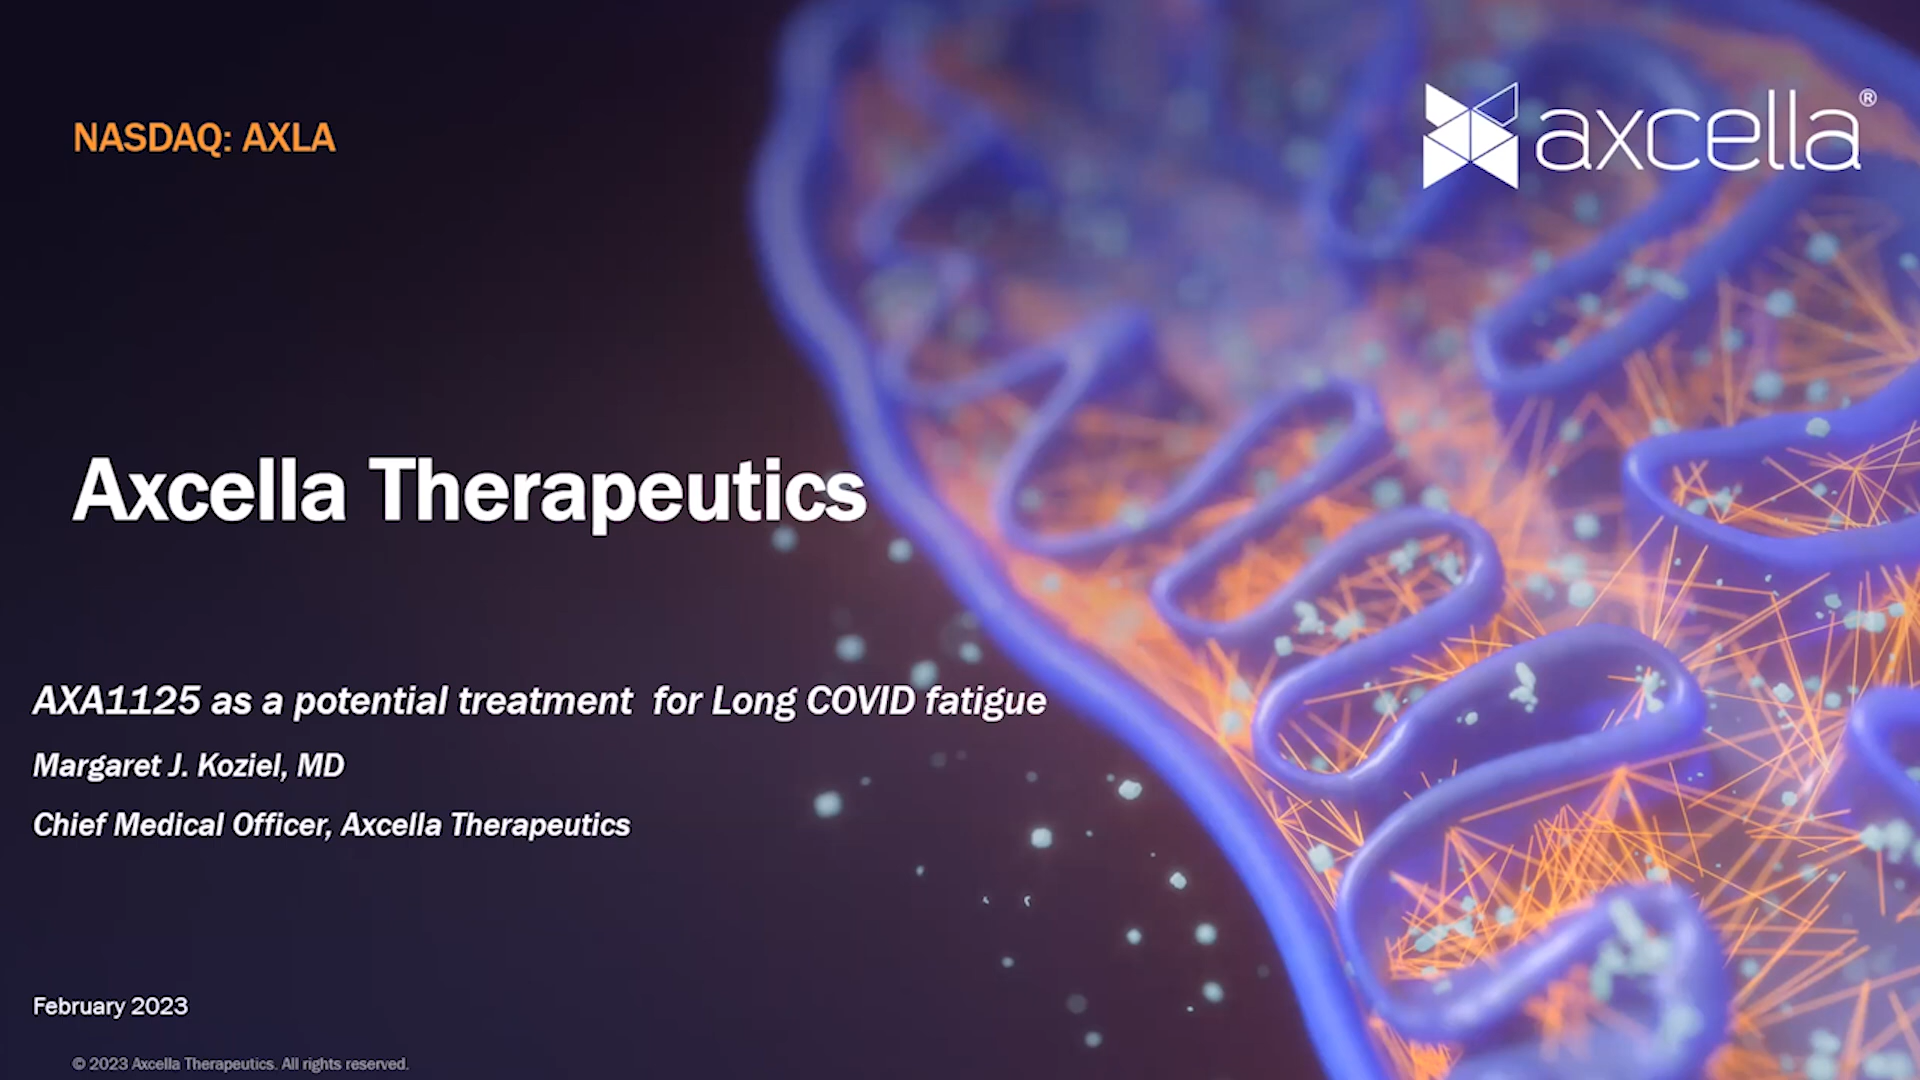 NASDAQ: AXLA
axcella®
Axcella Therapeutics
AXA1125 as a potential treatment  for Long COVID fatigue
Margaret J. Koziel, MD
Chief Medical Officer, Axcella Therapeutics
February 2023
© 2023 Axcella Therapeutics. All rights reserved.